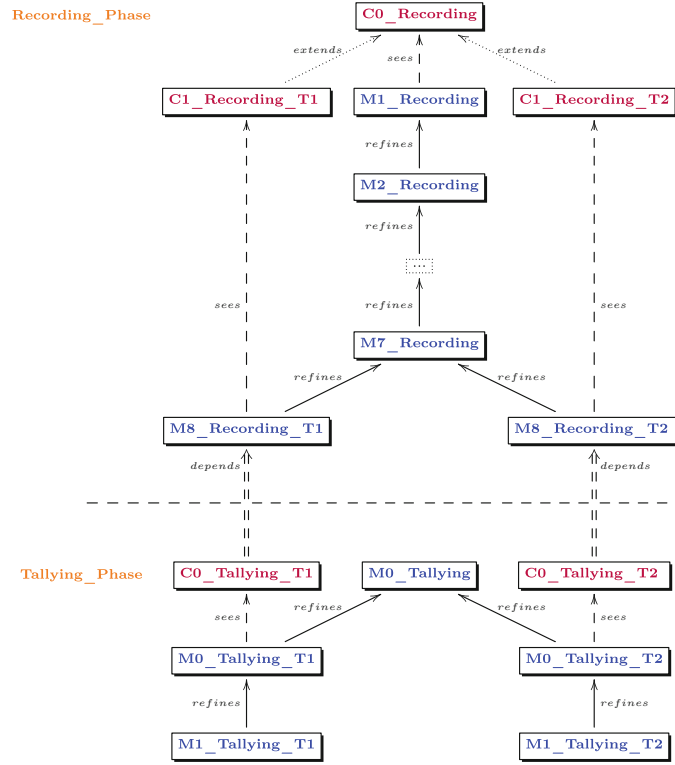 Recording_Phase
C0_Recording
extends
sees
extends
C1_Recording_T1
M1_Recording
C1_Recording_T2
refines
M2_Recording
refines
...
sees
refines
sees
M7_Recording
refines
refines
M8_Recording_T1
M8_Recording_T2
depends
depends
Tallying_Phase
C0_Tallying_T1
M0_Tallying
C0_Tallying_T2
sees
refines
refines
sees
M0_Tallying_T1
M0_Tallying_T2
refines
refines
M1_Tallying_T1
M1_Tallying_T2